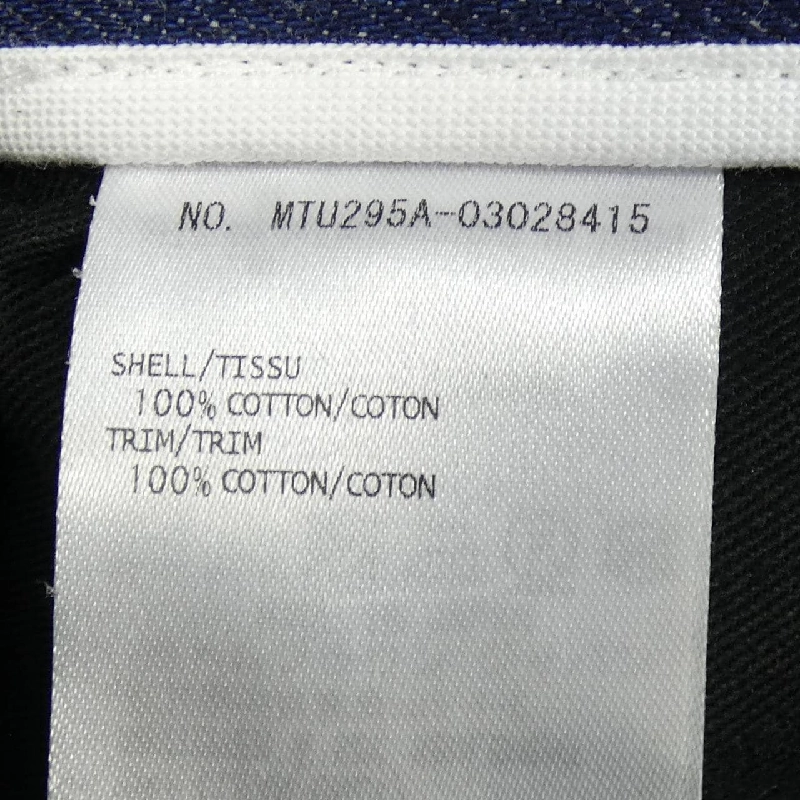 NO. MTU295A-03028415
SHELL/TISSU
100% COTTON/COTON
TRIM/TRIM
100% COTTON/COTON